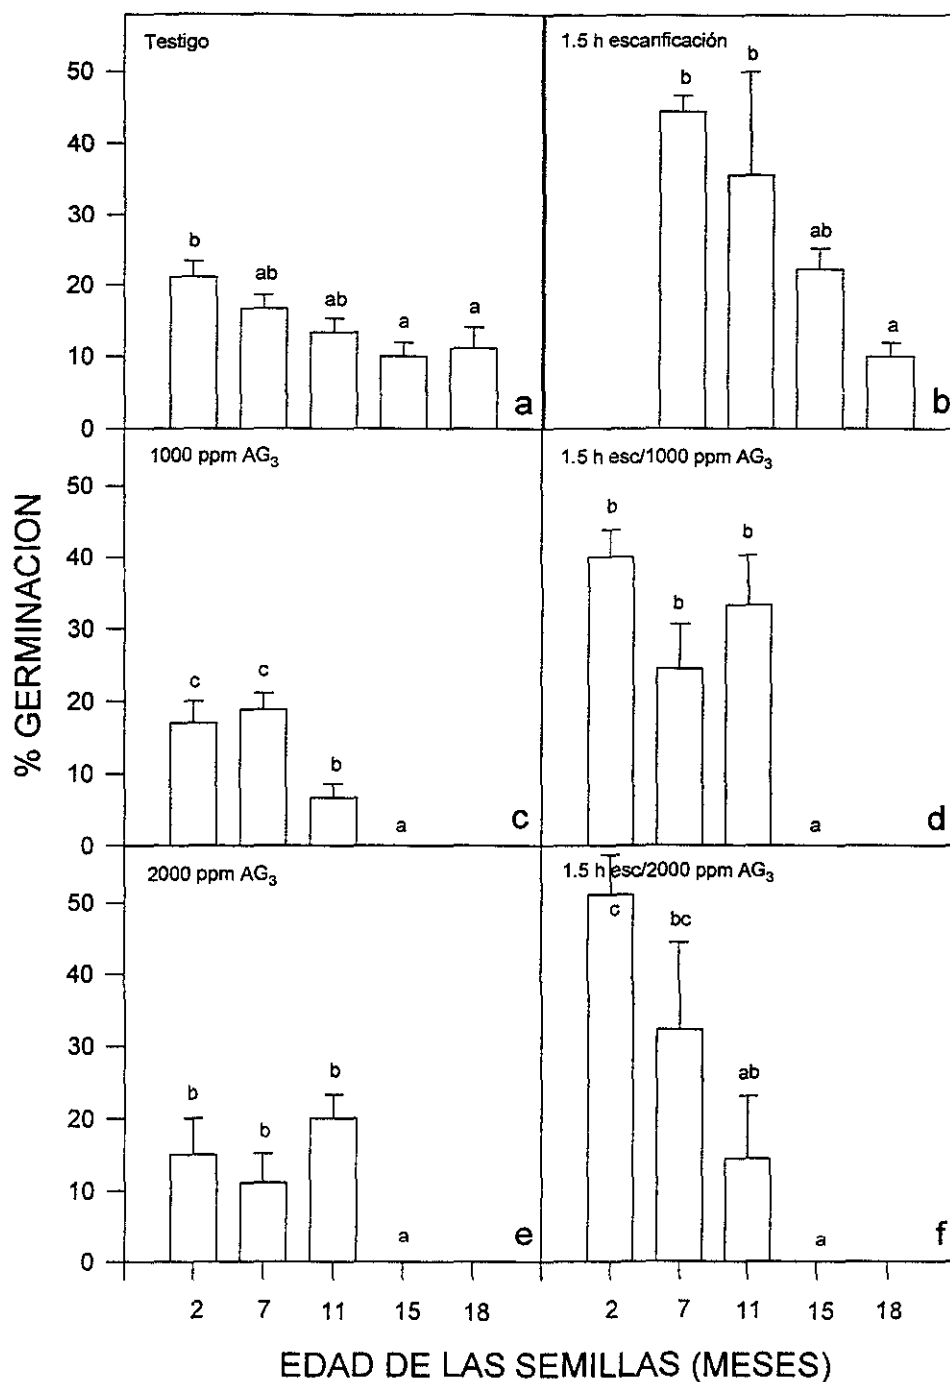 Testigo
1.5 h escarificación
50
40
30
20
10
0
b
ab
ab
a
a
a
b
b
ab
a
b
1000 ppm AG₃
1.5 h esc/1000 ppm AG₃
50
40
30
20
10
0
c
c
b
a
c
b
b
b
a
d
2000 ppm AG₃
1.5 h esc/2000 ppm AG₃
50
40
30
20
10
0
b
b
b
a
e
c
bc
ab
a
f
% GERMINACION
2 7 11 15 18 2 7 11 15 18
EDAD DE LAS SEMILLAS (MESES)